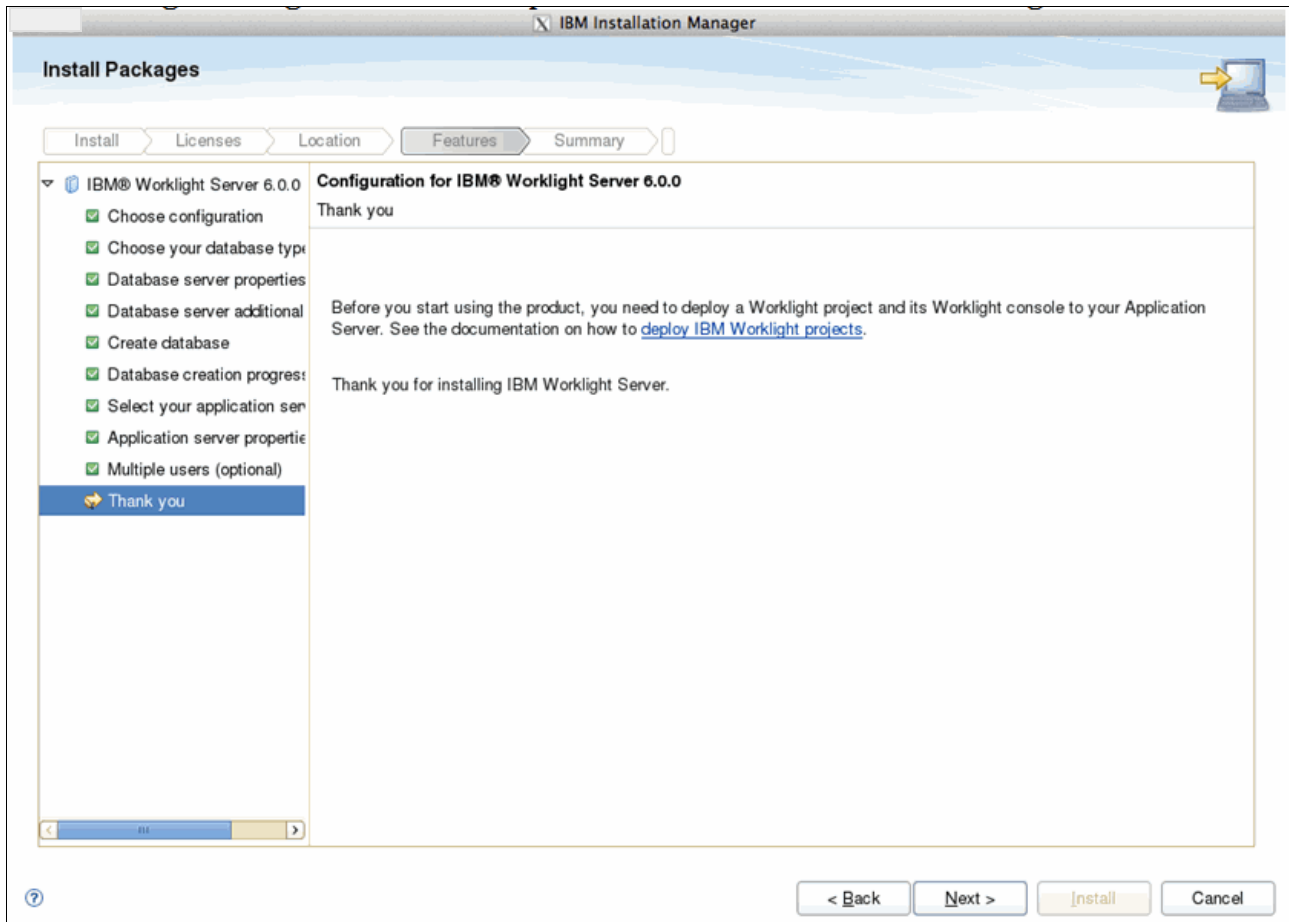 IBM Installation Manager
Install Packages
Install
Licenses
Location
Features
Summary
IBM® Worklight Server 6.0.0
Choose configuration
Choose your database type
Database server properties
Database server additional
Create database
Database creation progress
Select your application ser
Application server propertie
Multiple users (optional)
Thank you
Configuration for IBM® Worklight Server 6.0.0
Thank you
Before you start using the product, you need to deploy a Worklight project and its Worklight console to your Application
Server. See the documentation on how to deploy IBM Worklight projects.
Thank you for installing IBM Worklight Server.
< Back
Next >
Install
Cancel